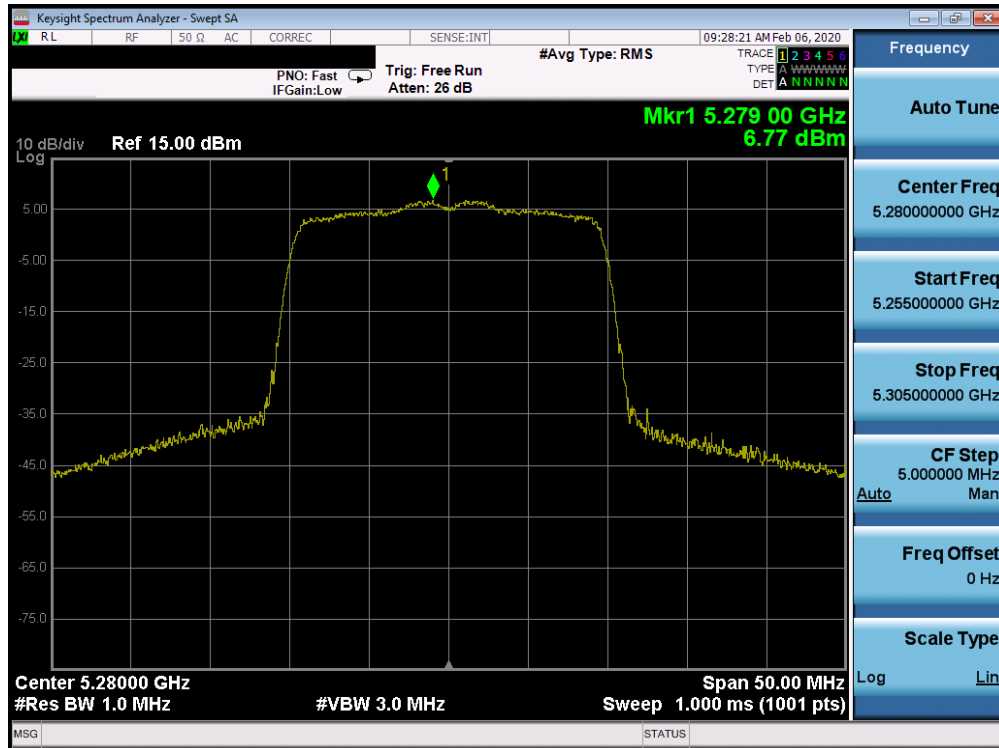 Keysight Spectrum Analyzer - Swept SA
LXI RL RF 50 Ω AC CORREC SENSE:INT 09:28:21 AM Feb 06, 2020
Frequency
#Avg Type: RMS
TRACE 1 2 3 4 5 6
PNO: Fast Trig: Free Run
TYPE A WWWWW
IFGain:Low Atten: 26 dB
DET A N N N N N
Auto Tune
Mkr1 5.279 00 GHz
6.77 dBm
10 dB/div Ref 15.00 dBm
Log
1
5.00
-5.00
-15.0
-25.0
-35.0
-45.0
-55.0
-65.0
-75.0
Center Freq
5.280000000 GHz
Start Freq
5.255000000 GHz
Stop Freq
5.305000000 GHz
CF Step
5.000000 MHz
Auto Man
Freq Offset
0 Hz
Scale Type
Log Lin
Center 5.28000 GHz Span 50.00 MHz
#Res BW 1.0 MHz #VBW 3.0 MHz Sweep 1.000 ms (1001 pts)
MSG STATUS